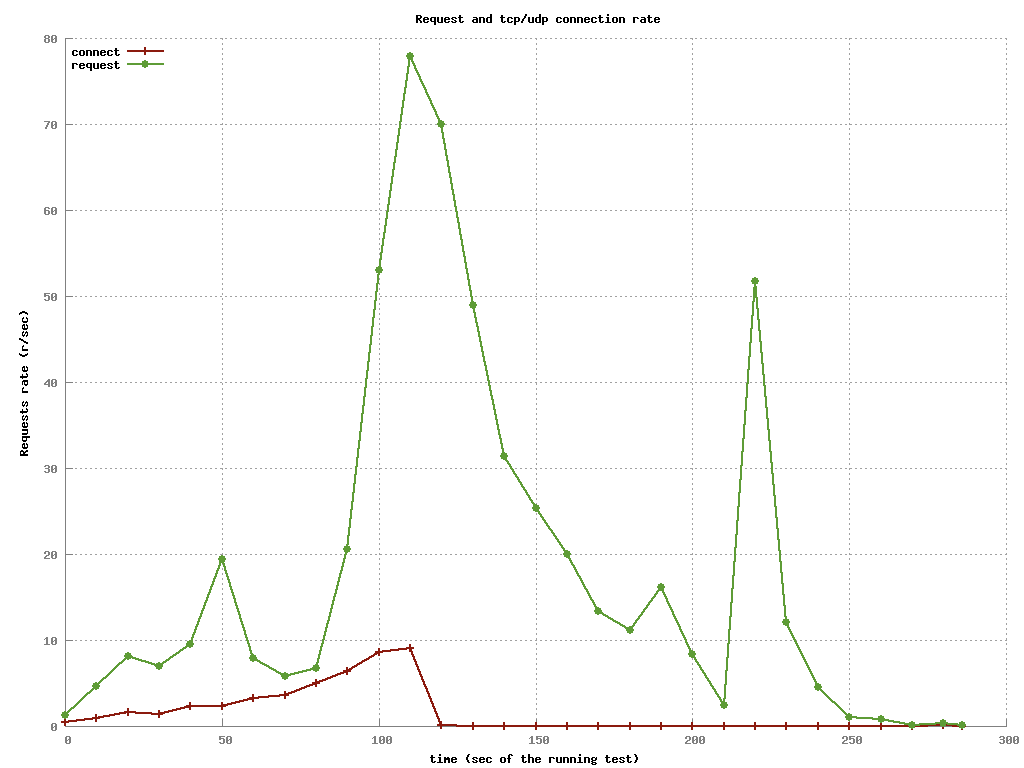 Request and tcp/udp connection rate
connect
request
80
70
60
50
40
30
20
10
0
Requests rate (r/sec)
0 50 100 150 200 250 300
time (sec of the running test)